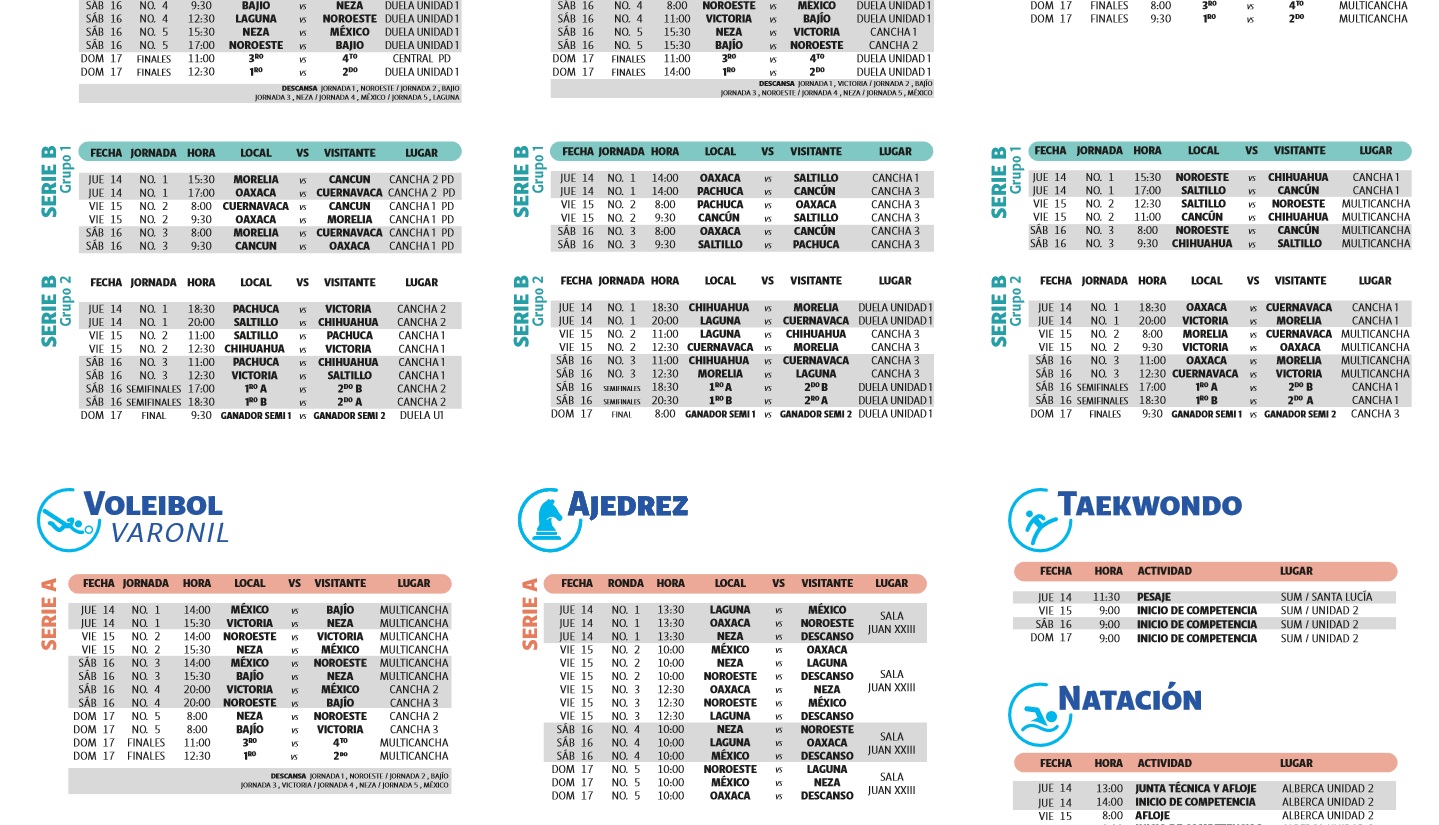 SÁB 16 NO. 4 9:30 BAJIO vs NEZA DUELA UNIDAD 1
SÁB 16 NO. 4 12:30 LAGUNA vs NOROESTE DUELA UNIDAD 1
SÁB 16 NO. 5 15:30 NEZA vs MÉXICO DUELA UNIDAD 1
SÁB 16 NO. 5 17:00 NOROESTE vs BAJIO DUELA UNIDAD 1
DOM 17 FINALES 11:00 3RO vs 4TO CENTRAL PD
DOM 17 FINALES 12:30 1RO vs 2DO DUELA UNIDAD 1
DESCANSA JORNADA 1 , NOROESTE / JORNADA 2 , BAJIO
JORNADA 3 , NEZA / JORNADA 4 , MÉXICO / JORNADA 5 , LAGUNA
SÁB 16 NO. 4 8:00 NOROESTE vs MÉXICO DUELA UNIDAD 1
SÁB 16 NO. 4 11:00 VICTORIA vs BAJÍO DUELA UNIDAD 1
SÁB 16 NO. 5 15:30 NEZA vs VICTORIA CANCHA 1
SÁB 16 NO. 5 15:30 BAJÍO vs NOROESTE CANCHA 2
DOM 17 FINALES 11:00 3RO vs 4TO DUELA UNIDAD 1
DOM 17 FINALES 14:00 1RO vs 2DO DUELA UNIDAD 1
DESCANSA JORNADA 1 , VICTORIA / JORNADA 2 , BAJÍO
JORNADA 3 , NOROESTE / JORNADA 4 , NEZA / JORNADA 5 , MÉXICO
DOM 17 FINALES 8:00 3RO vs 4TO MULTICANCHA
DOM 17 FINALES 9:30 1RO vs 2DO MULTICANCHA
SERIE B
Grupo 1
FECHA JORNADA HORA LOCAL VS VISITANTE LUGAR
JUE 14 NO. 1 15:30 MORELIA vs CANCUN CANCHA 2 PD
JUE 14 NO. 1 17:00 OAXACA vs CUERNAVACA CANCHA 2 PD
VIE 15 NO. 2 8:00 CUERNAVACA vs CANCUN CANCHA 1 PD
VIE 15 NO. 2 9:30 OAXACA vs MORELIA CANCHA 1 PD
SÁB 16 NO. 3 8:00 MORELIA vs CUERNAVACA CANCHA 1 PD
SÁB 16 NO. 3 9:30 CANCUN vs OAXACA CANCHA 1 PD
SERIE B
Grupo 1
FECHA JORNADA HORA LOCAL VS VISITANTE LUGAR
JUE 14 NO. 1 14:00 OAXACA vs SALTILLO CANCHA 1
JUE 14 NO. 1 14:00 PACHUCA vs CANCÚN CANCHA 3
VIE 15 NO. 2 8:00 PACHUCA vs OAXACA CANCHA 3
VIE 15 NO. 2 9:30 CANCÚN vs SALTILLO CANCHA 3
SÁB 16 NO. 3 8:00 OAXACA vs CANCÚN CANCHA 3
SÁB 16 NO. 3 9:30 SALTILLO vs PACHUCA CANCHA 3
SERIE B
Grupo 1
FECHA JORNADA HORA LOCAL VS VISITANTE LUGAR
JUE 14 NO. 1 15:30 NOROESTE vs CHIHUAHUA CANCHA 1
JUE 14 NO. 1 17:00 SALTILLO vs CANCÚN CANCHA 1
VIE 15 NO. 2 12:30 SALTILLO vs NOROESTE MULTICANCHA
VIE 15 NO. 2 11:00 CANCÚN vs CHIHUAHUA MULTICANCHA
SÁB 16 NO. 3 8:00 NOROESTE vs CANCÚN MULTICANCHA
SÁB 16 NO. 3 9:30 CHIHUAHUA vs SALTILLO MULTICANCHA
SERIE B
Grupo 2
FECHA JORNADA HORA LOCAL VS VISITANTE LUGAR
JUE 14 NO. 1 18:30 PACHUCA vs VICTORIA CANCHA 2
JUE 14 NO. 1 20:00 SALTILLO vs CHIHUAHUA CANCHA 2
VIE 15 NO. 2 11:00 SALTILLO vs PACHUCA CANCHA 1
VIE 15 NO. 2 12:30 CHIHUAHUA vs VICTORIA CANCHA 1
SÁB 16 NO. 3 11:00 PACHUCA vs CHIHUAHUA CANCHA 1
SÁB 16 NO. 3 12:30 VICTORIA vs SALTILLO CANCHA 1
SÁB 16 SEMIFINALES 17:00 1RO A vs 2DO B CANCHA 2
SÁB 16 SEMIFINALES 18:30 1RO B vs 2DO A CANCHA 2
DOM 17 FINAL 9:30 GANADOR SEMI 1 vs GANADOR SEMI 2 DUELA U1
SERIE B
Grupo 2
FECHA JORNADA HORA LOCAL VS VISITANTE LUGAR
JUE 14 NO. 1 18:30 CHIHUAHUA vs MORELIA DUELA UNIDAD 1
JUE 14 NO. 1 20:00 LAGUNA vs CUERNAVACA DUELA UNIDAD 1
VIE 15 NO. 2 11:00 LAGUNA vs CHIHUAHUA CANCHA 3
VIE 15 NO. 2 12:30 CUERNAVACA vs MORELIA CANCHA 3
SÁB 16 NO. 3 11:00 CHIHUAHUA vs CUERNAVACA CANCHA 3
SÁB 16 NO. 3 12:30 MORELIA vs LAGUNA CANCHA 3
SÁB 16 SEMIFINALES 18:30 1RO A vs 2DO B DUELA UNIDAD 1
SÁB 16 SEMIFINALES 20:30 1RO B vs 2RO A DUELA UNIDAD 1
DOM 17 FINAL 8:00 GANADOR SEMI 1 vs GANADOR SEMI 2 DUELA UNIDAD 1
SERIE B
Grupo 2
FECHA JORNADA HORA LOCAL VS VISITANTE LUGAR
JUE 14 NO. 1 18:30 OAXACA vs CUERNAVACA CANCHA 1
JUE 14 NO. 1 20:00 VICTORIA vs MORELIA CANCHA 1
VIE 15 NO. 2 8:00 MORELIA vs CUERNAVACA MULTICANCHA
VIE 15 NO. 2 9:30 VICTORIA vs OAXACA MULTICANCHA
SÁB 16 NO. 3 11:00 OAXACA vs MORELIA MULTICANCHA
SÁB 16 NO. 3 12:30 CUERNAVACA vs VICTORIA MULTICANCHA
SÁB 16 SEMIFINALES 17:00 1RO A vs 2DO B CANCHA 1
SÁB 16 SEMIFINALES 18:30 1RO B vs 2DO A CANCHA 1
DOM 17 FINALES 9:30 GANADOR SEMI 1 vs GANADOR SEMI 2 CANCHA 3
VOLEIBOL
VARONIL
SERIE A
FECHA JORNADA HORA LOCAL VS VISITANTE LUGAR
JUE 14 NO. 1 14:00 MÉXICO vs BAJÍO MULTICANCHA
JUE 14 NO. 1 15:30 VICTORIA vs NEZA MULTICANCHA
VIE 15 NO. 2 14:00 NOROESTE vs VICTORIA MULTICANCHA
VIE 15 NO. 2 15:30 NEZA vs MÉXICO MULTICANCHA
SÁB 16 NO. 3 14:00 MÉXICO vs NOROESTE MULTICANCHA
SÁB 16 NO. 3 15:30 BAJÍO vs NEZA MULTICANCHA
SÁB 16 NO. 4 20:00 VICTORIA vs MÉXICO CANCHA 2
SÁB 16 NO. 4 20:00 NOROESTE vs BAJÍO CANCHA 3
DOM 17 NO. 5 8:00 NEZA vs NOROESTE CANCHA 2
DOM 17 NO. 5 8:00 BAJÍO vs VICTORIA CANCHA 3
DOM 17 FINALES 11:00 3RO vs 4TO MULTICANCHA
DOM 17 FINALES 12:30 1RO vs 2DO MULTICANCHA
DESCANSA JORNADA 1 , NOROESTE / JORNADA 2 , BAJÍO
JORNADA 3 , VICTORIA / JORNADA 4 , NEZA / JORNADA 5 , MÉXICO
AJEDREZ
SERIE A
FECHA RONDA HORA LOCAL VS VISITANTE LUGAR
JUE 14 NO. 1 13:30 LAGUNA vs MÉXICO
JUE 14 NO. 1 13:30 OAXACA vs NOROESTE
JUE 14 NO. 1 13:30 NEZA vs DESCANSO
SALA
JUAN XXIII
VIE 15 NO. 2 10:00 MÉXICO vs OAXACA
VIE 15 NO. 2 10:00 NEZA vs LAGUNA
VIE 15 NO. 2 10:00 NOROESTE vs DESCANSO
VIE 15 NO. 3 12:30 OAXACA vs NEZA
VIE 15 NO. 3 12:30 NOROESTE vs MÉXICO
VIE 15 NO. 3 12:30 LAGUNA vs DESCANSO
SALA
JUAN XXIII
SÁB 16 NO. 4 10:00 NEZA vs NOROESTE
SÁB 16 NO. 4 10:00 LAGUNA vs OAXACA
SÁB 16 NO. 4 10:00 MÉXICO vs DESCANSO
SALA
JUAN XXIII
DOM 17 NO. 5 10:00 NOROESTE vs LAGUNA
DOM 17 NO. 5 10:00 MÉXICO vs NEZA
DOM 17 NO. 5 10:00 OAXACA vs DESCANSO
SALA
JUAN XXIII
TAEKWONDO
FECHA HORA ACTIVIDAD LUGAR
JUE 14 11:30 PESAJE SUM / SANTA LUCÍA
VIE 15 9:00 INICIO DE COMPETENCIA SUM / UNIDAD 2
SÁB 16 9:00 INICIO DE COMPETENCIA SUM / UNIDAD 2
DOM 17 9:00 INICIO DE COMPETENCIA SUM / UNIDAD 2
NATACIÓN
FECHA HORA ACTIVIDAD LUGAR
JUE 14 13:00 JUNTA TÉCNICA Y AFLOJE ALBERCA UNIDAD 2
JUE 14 14:00 INICIO DE COMPETENCIA ALBERCA UNIDAD 2
VIE 15 8:00 AFLOJE ALBERCA UNIDAD 2